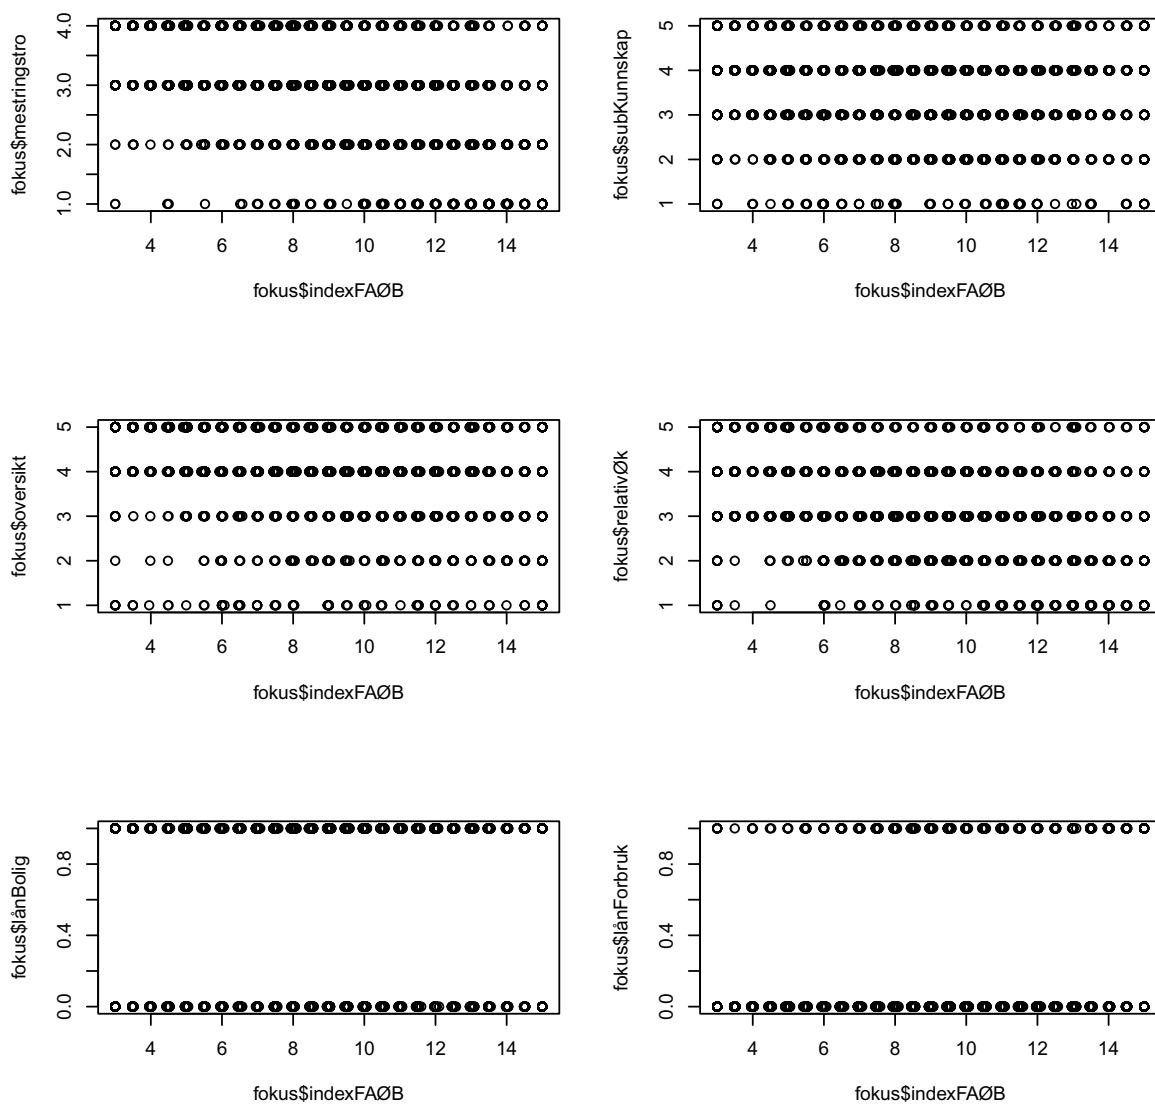 fokus$mestringstro
1.0 2.0 3.0 4.0
4 6 8 10 12 14
fokus$indexFAØB
fokus$subKunnskap
1 2 3 4 5
4 6 8 10 12 14
fokus$indexFAØB
fokus$oversikt
1 2 3 4 5
4 6 8 10 12 14
fokus$indexFAØB
fokus$relativØk
1 2 3 4 5
4 6 8 10 12 14
fokus$indexFAØB
fokus$lånBolig
0.0 0.4 0.8
4 6 8 10 12 14
fokus$indexFAØB
fokus$lånForbruk
0.0 0.4 0.8
4 6 8 10 12 14
fokus$indexFAØB